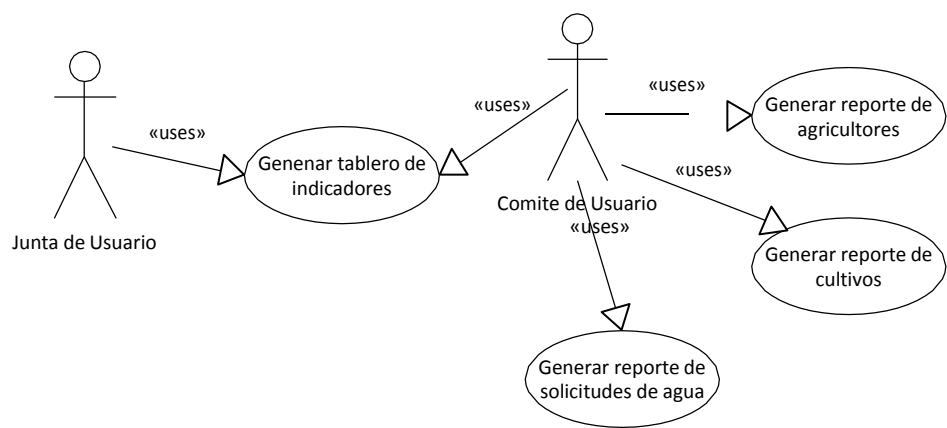 «uses»
Generar reporte de
agricultores
«uses»
«uses»
Genenar tablero de
indicadores
«uses»
Comite de Usuario
«uses»
Junta de Usuario
Generar reporte de
cultivos
Generar reporte de
solicitudes de agua